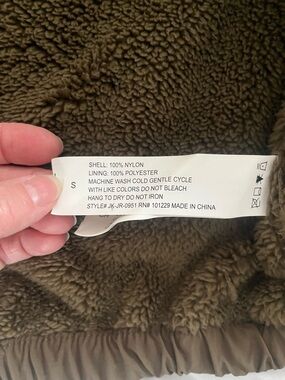 S
SHELL: 100% NYLON
LINING: 100% POLYESTER
MACHINE WASH COLD GENTLE CYCLE
WITH LIKE COLORS DO NOT BLEACH
HANG TO DRY DO NOT IRON
STYLE# JK-JR-0951 RN# 101229 MADE IN CHINA